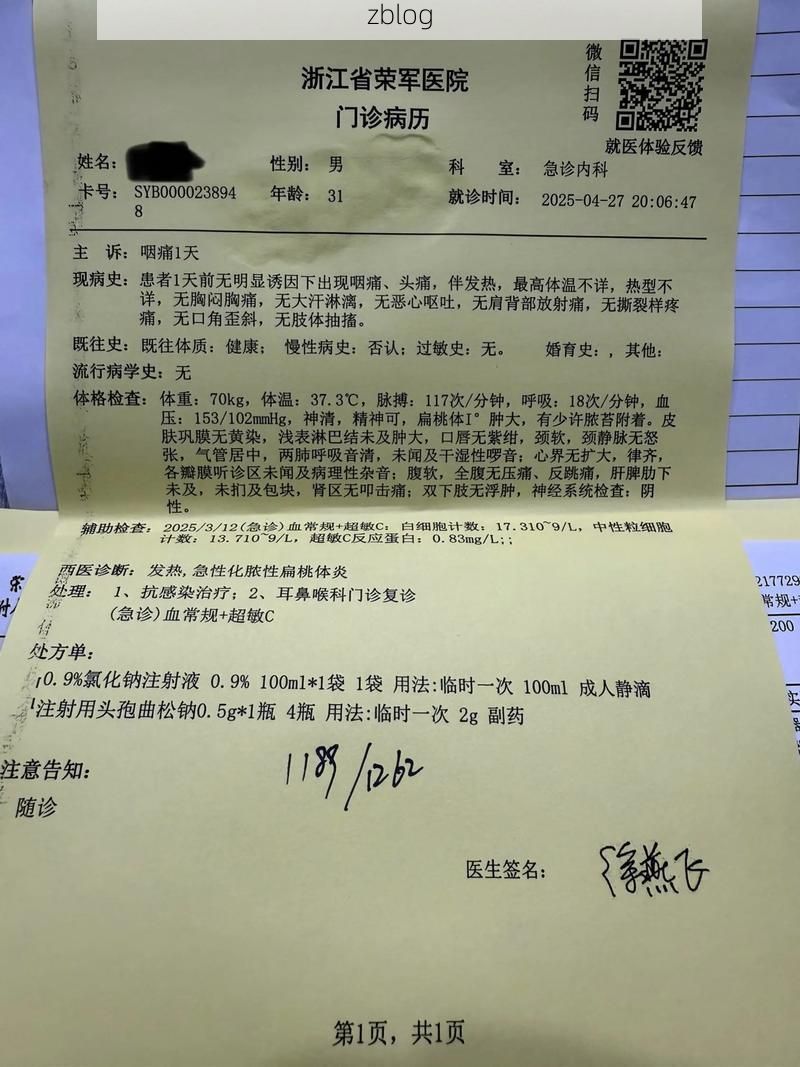 zblog
微信扫码
浙江省荣军医院
门诊病历
就医体验反馈
姓名: 性别: 男 科 室: 急诊内科
卡号: SYB0000238948 年龄: 31 就诊时间: 2025-04-27 20:06:47
主 诉: 咽痛1天
现病史: 患者1天前无明显诱因下出现咽痛、头痛, 伴发热, 最高体温不详, 热型不
详, 无胸闷胸痛, 无大汗淋漓, 无恶心呕吐, 无肩背部放射痛, 无撕裂样疼
痛, 无口角歪斜, 无肢体抽搐。
既往史: 既往体质: 健康; 慢性病史: 否认; 过敏史: 无。 婚育史: , 其他:
流行病学史: 无
体格检查: 体重: 70kg, 体温: 37.3℃, 脉搏: 117次/分钟, 呼吸: 18次/分钟, 血
压: 153/102mmHg, 神清, 精神可, 扁桃体I°肿大, 有少许脓苔附着。皮
肤巩膜无黄染, 浅表淋巴结未及肿大, 口唇无紫绀, 颈软, 颈静脉无怒
张, 气管居中, 两肺呼吸音清, 未闻及干湿性啰音; 心界无扩大, 律齐,
各瓣膜听诊区未闻及病理性杂音; 腹软, 全腹无压痛、反跳痛, 肝脾肋下
未及, 未扪及包块, 肾区无叩击痛; 双下肢无浮肿, 神经系统检查: 阴
性。
辅助检查: 2025/3/12(急诊)血常规+超敏C: 白细胞计数: 17.310~9/L, 中性粒细胞
计数: 13.710~9/L, 超敏C反应蛋白: 0.83mg/L;;
西医诊断: 发热, 急性化脓性扁桃体炎
处理: 1、抗感染治疗; 2、耳鼻喉科门诊复诊
(急诊)血常规+超敏C
处方单:
0.9%氯化钠注射液 0.9% 100ml*1袋 1袋 用法:临时一次 100ml 成人静滴
注射用头孢曲松钠0.5g*1瓶 4瓶 用法:临时一次 2g 副药
注意告知:
随诊
1189/1262
医生签名: 徐燕飞
第1页, 共1页
217729
常规+
200